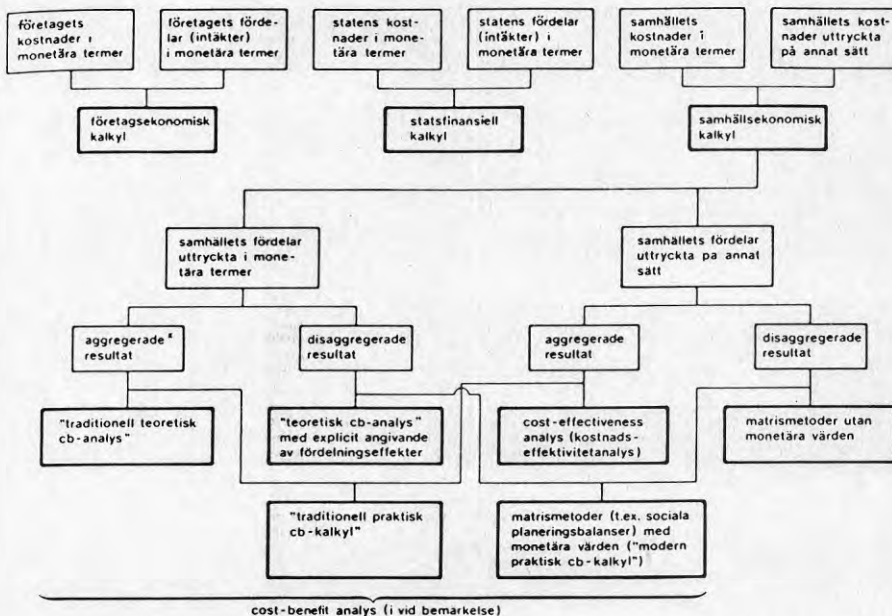 företagets
kostnader i
monetära termer
företagets förde-
lar (intäkter)
i monetära termer
statens kost-
nader i mone-
tära termer
statens fördelar
(intäkter) i
monetära termer
samhällets
kostnader i
monetära termer
samhällets kost-
nader uttryckta
på annat sätt
företagsekonomisk
kalkyl
statsfinansiell
kalkyl
samhällsekonomisk
kalkyl
samhällets fördelar
uttryckta i mone-
tära termer
samhällets fördelar
uttryckta pa annat
sätt
aggregerade*
resultat
disaggregerade
resultat
aggregerade
resultat
disaggregerade
resultat
"traditionell teoretisk
cb-analys"
"teoretisk cb-analys"
med explicit angivande
av fördelningseffekter
cost-effectiveness
analys (kostnads-
effektivitetanalys)
matrismetoder utan
monetära värden
"traditionell praktisk
cb-kalkyl"
matrismetoder (t.ex. sociala
planeringsbalanser) med
monetära värden ("modern
praktisk cb-kalkyl")
cost-benefit analys (i vid bemärkelse)